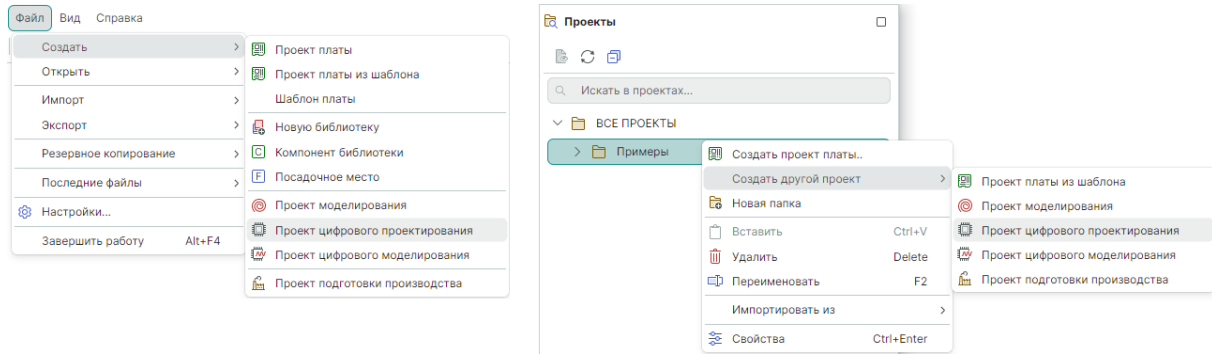 Файл Вид Справка
Создать
Открыть
Импорт
Экспорт
Резервное копирование
Последние файлы
Настройки...
Завершить работу Alt+F4
Проект платы
Проект платы из шаблона
Шаблон платы
Новую библиотеку
Компонент библиотеки
Посадочное место
Проект моделирования
Проект цифрового проектирования
Проект цифрового моделирования
Проект подготовки производства
Проекты
Искать в проектах...
ВСЕ ПРОЕКТЫ
Примеры
Создать проект платы..
Создать другой проект
Новая папка
Вставить Ctrl+V
Удалить Delete
Переименовать F2
Импортировать из
Свойства Ctrl+Enter
Проект платы из шаблона
Проект моделирования
Проект цифрового проектирования
Проект цифрового моделирования
Проект подготовки производства